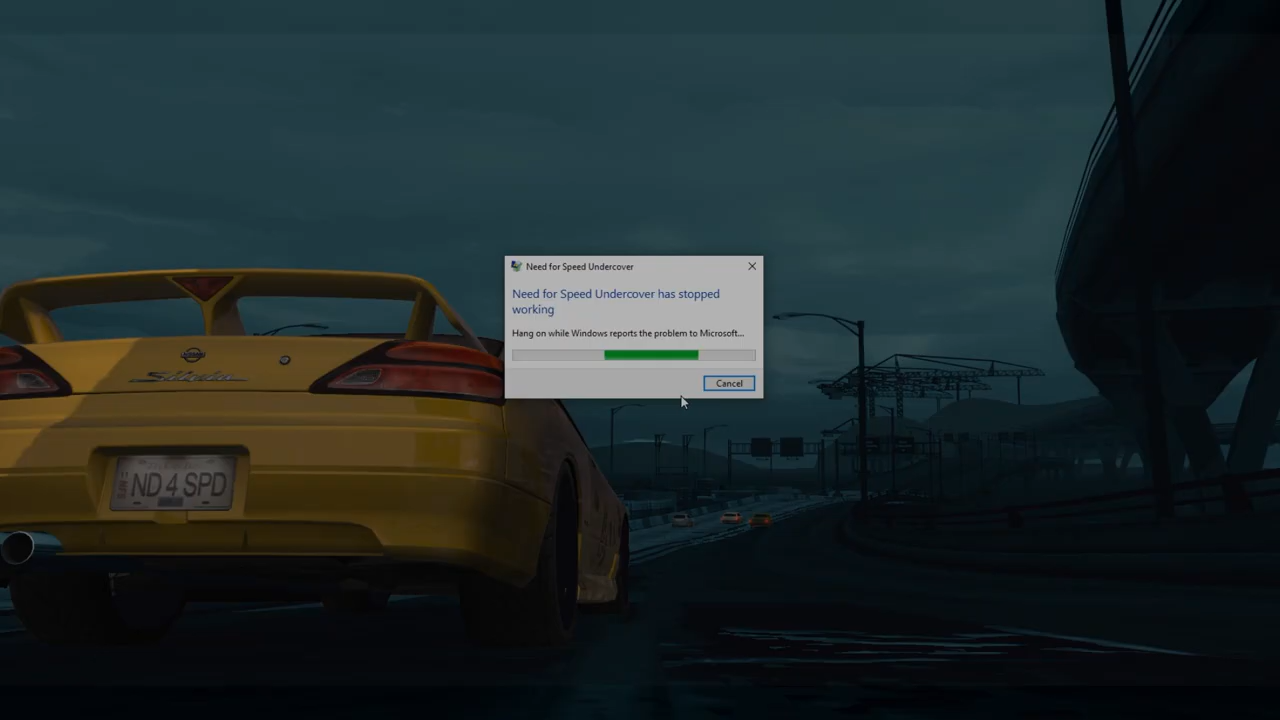 Need for Speed Undercover
Need for Speed Undercover has stopped
working
Hang on while Windows reports the problem to Microsoft...
Cancel
Silvia
ND 4 SPD